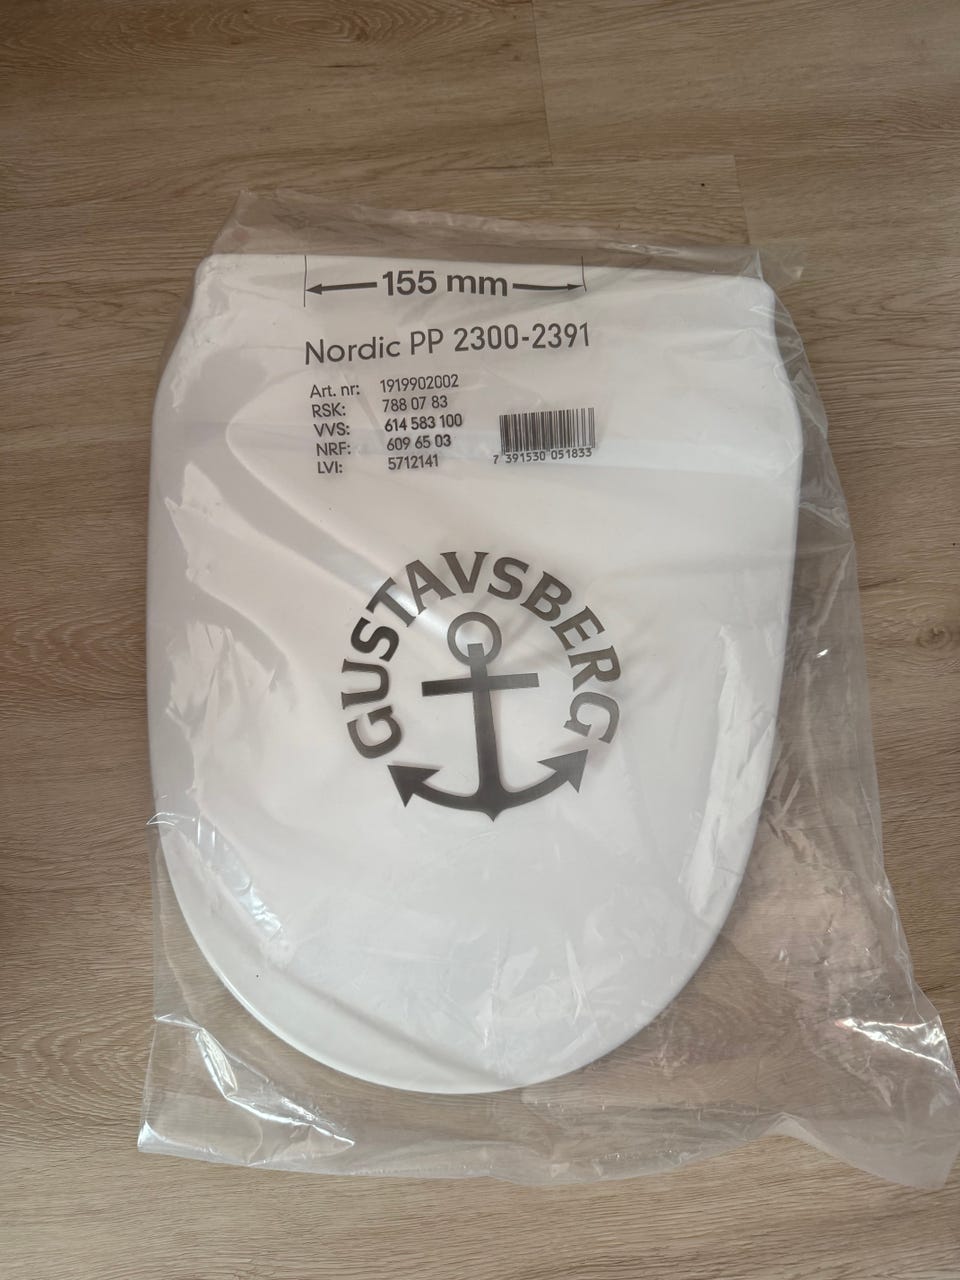 155 mm
Nordic PP 2300-2391
Art. nr: 1919902002
RSK: 788 07 83
VVS: 614 583 100
NRF: 609 65 03
LVI: 5712141
7 391530 051833
GUSTAVSBERG